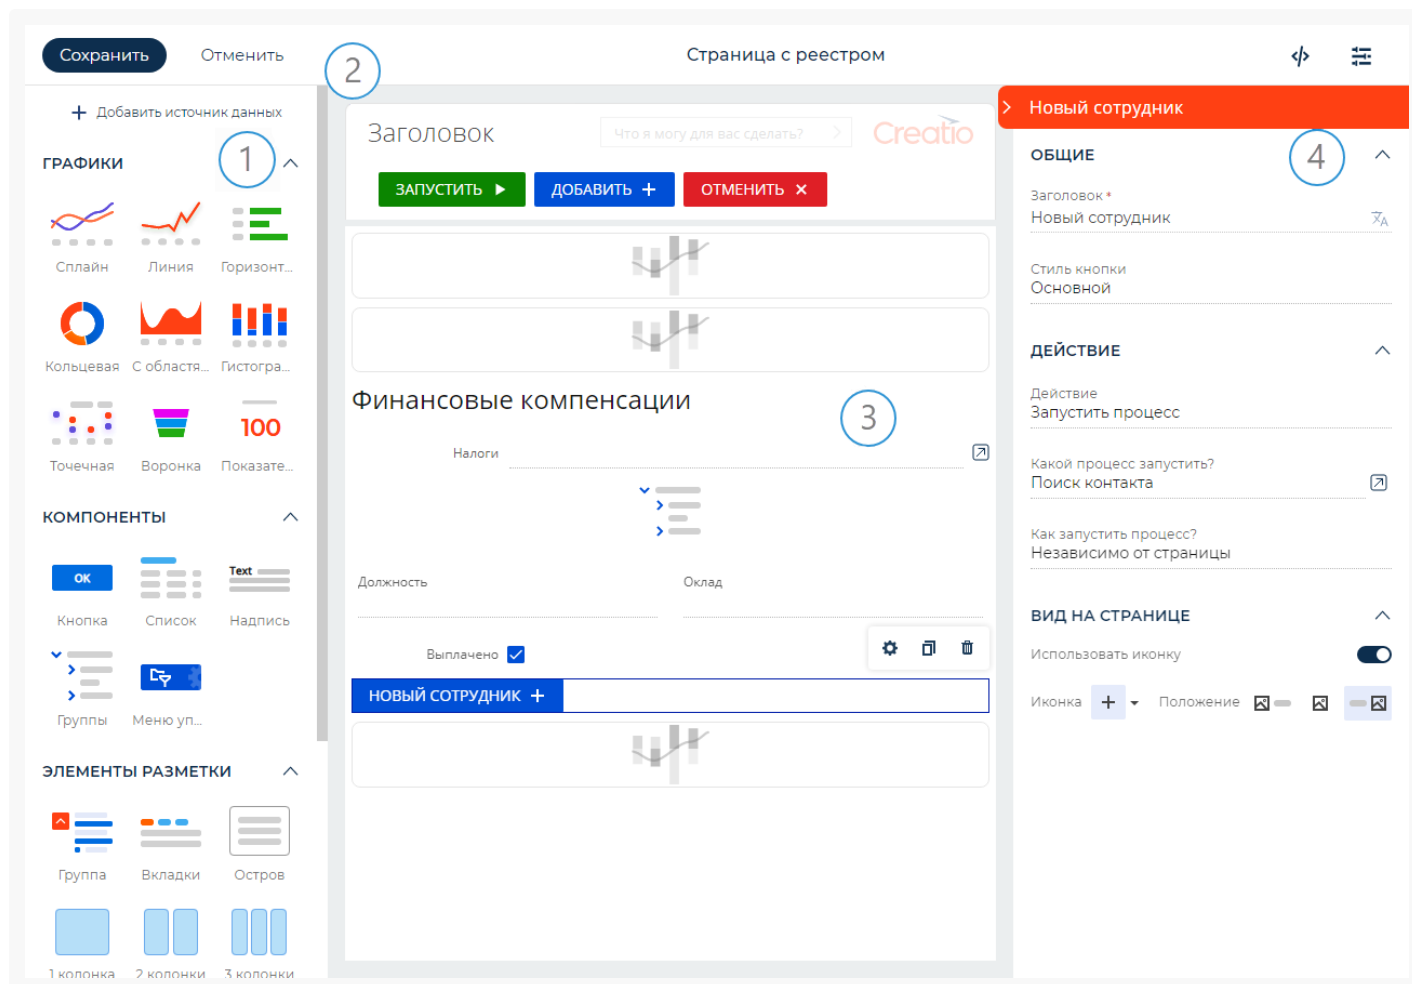 Сохранить
Отменить
2
Страница с реестром
Добавить источник данных
ГРАФИКИ
1
Сплайн
Линия
Горизонт...
Кольцевая
С областя...
Гистогра...
100
Точечная
Воронка
Показате...
КОМПОНЕНТЫ
OK
Text
Кнопка
Список
Надпись
Группы
Меню уп...
ЭЛЕМЕНТЫ РАЗМЕТКИ
Группа
Вкладки
Остров
1 колонка
2 колонки
3 колонки
Заголовок
Что я могу для вас сделать?
Creatio
ЗАПУСТИТЬ
ДОБАВИТЬ
ОТМЕНИТЬ
Финансовые компенсации
3
Налоги
Должность
Оклад
Выплачено
НОВЫЙ СОТРУДНИК
Новый сотрудник
ОБЩИЕ
4
Заголовок *
Новый сотрудник
Стиль кнопки
Основной
ДЕЙСТВИЕ
Действие
Запустить процесс
Какой процесс запустить?
Поиск контакта
Как запустить процесс?
Независимо от страницы
ВИД НА СТРАНИЦЕ
Использовать иконку
Иконка
Положение